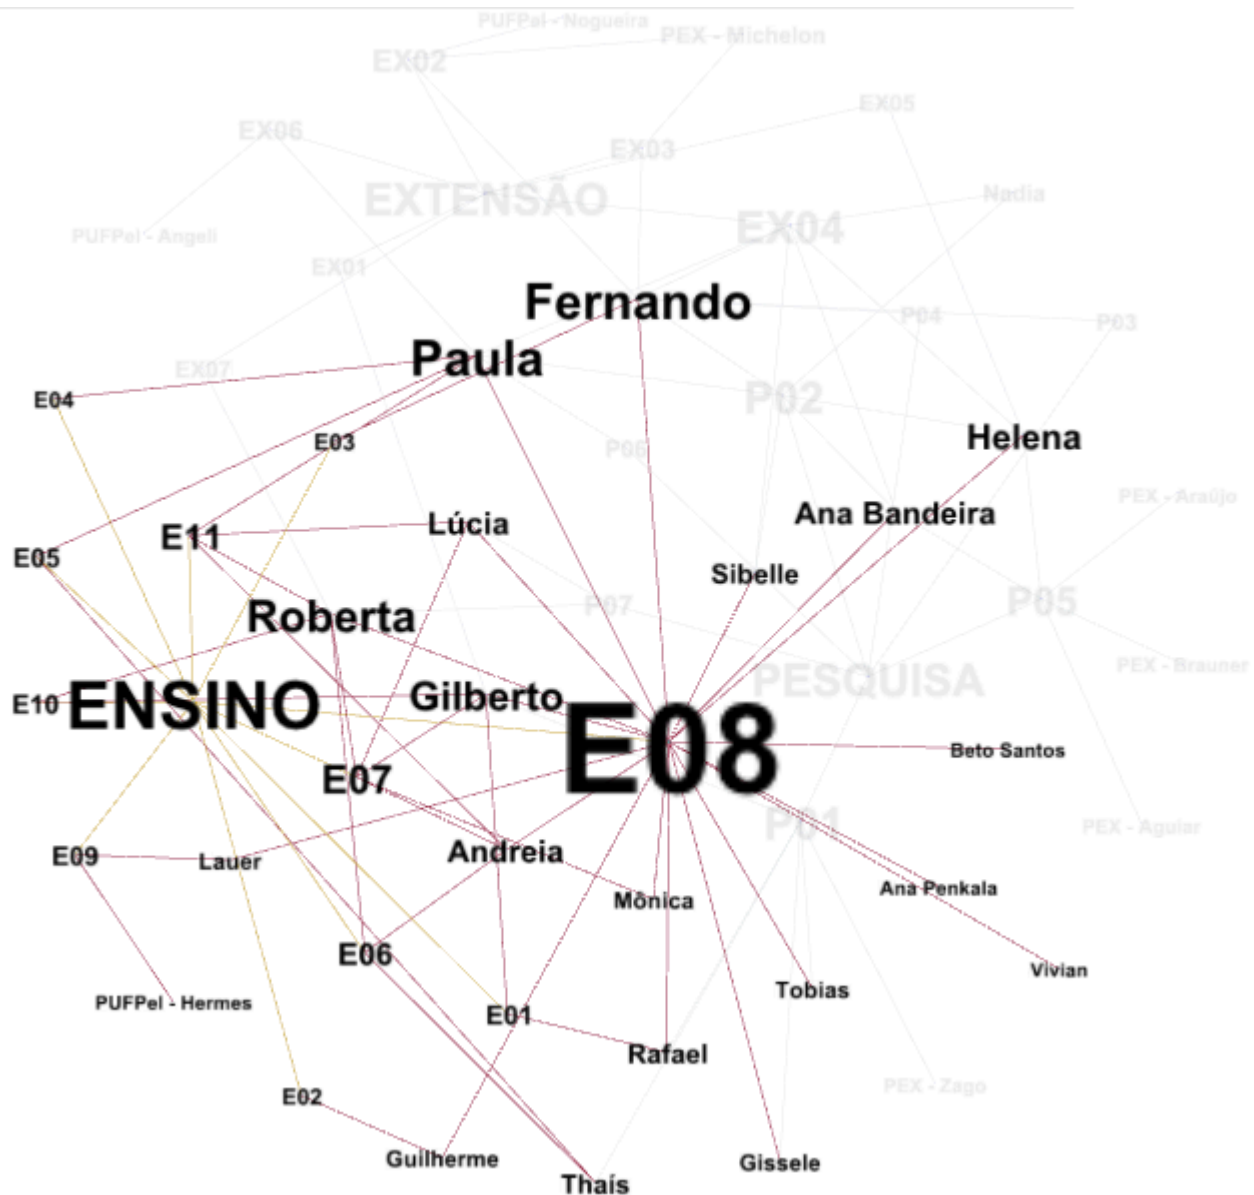 PUFPel - Nogueira
PEX - Michelon
EX02
EX05
EX06
EX03
EXTENSÃO
Nadia
EX04
PUFPel - Angeli
EX01
Fernando
P04
P03
Paula
EX07
E04
P02
Helena
E03
P06
PEX - Araújo
Ana Bandeira
Lúcia
E11
E05
Sibelle
P07
P05
Roberta
PEX - Brauner
PESQUISA
Gilberto
E10
ENSINO
E08
Beto Santos
E07
P01
PEX - Aguiar
Andreia
E09
Lauer
Ana Penkala
Mônica
E06
Vivian
Tobias
PUFPel - Hermes
E01
Rafael
PEX - Zago
E02
Guilherme
Gissele
Thaís